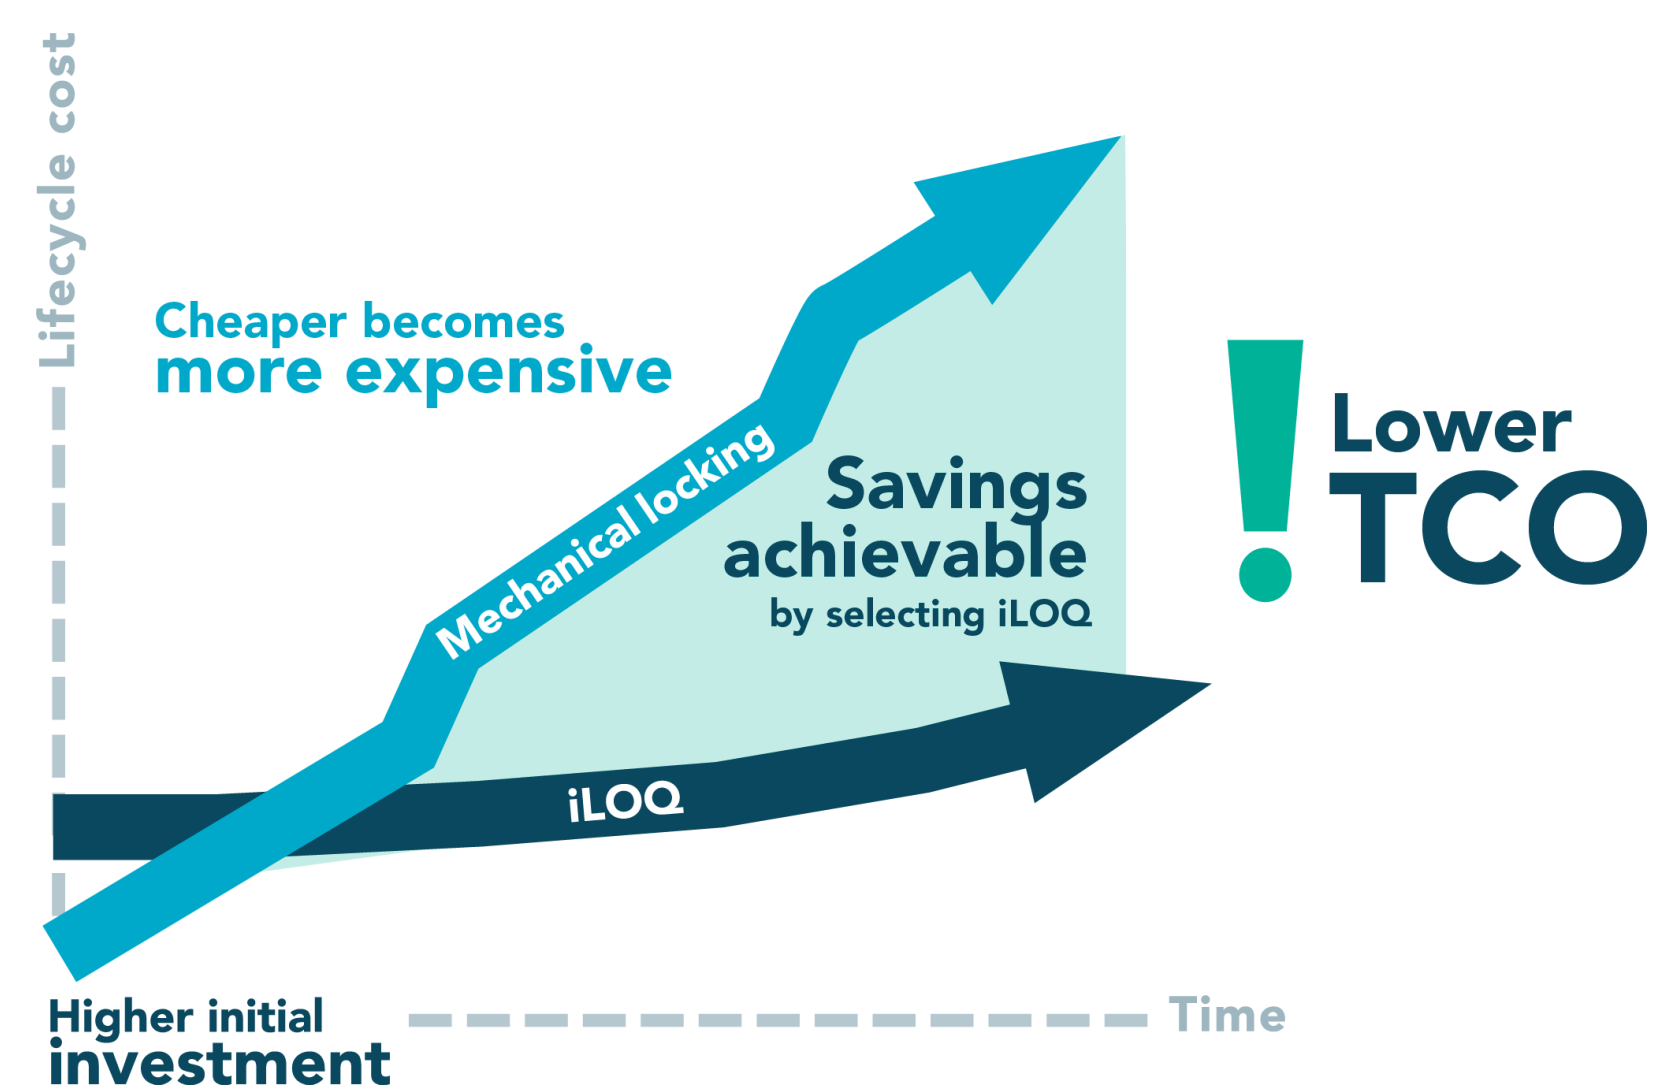 Lifecycle cost
Cheaper becomes
more expensive
Mechanical locking
Savings
achievable
by selecting iLOQ
Lower
TCO
iLOQ
Higher initial
investment
Time